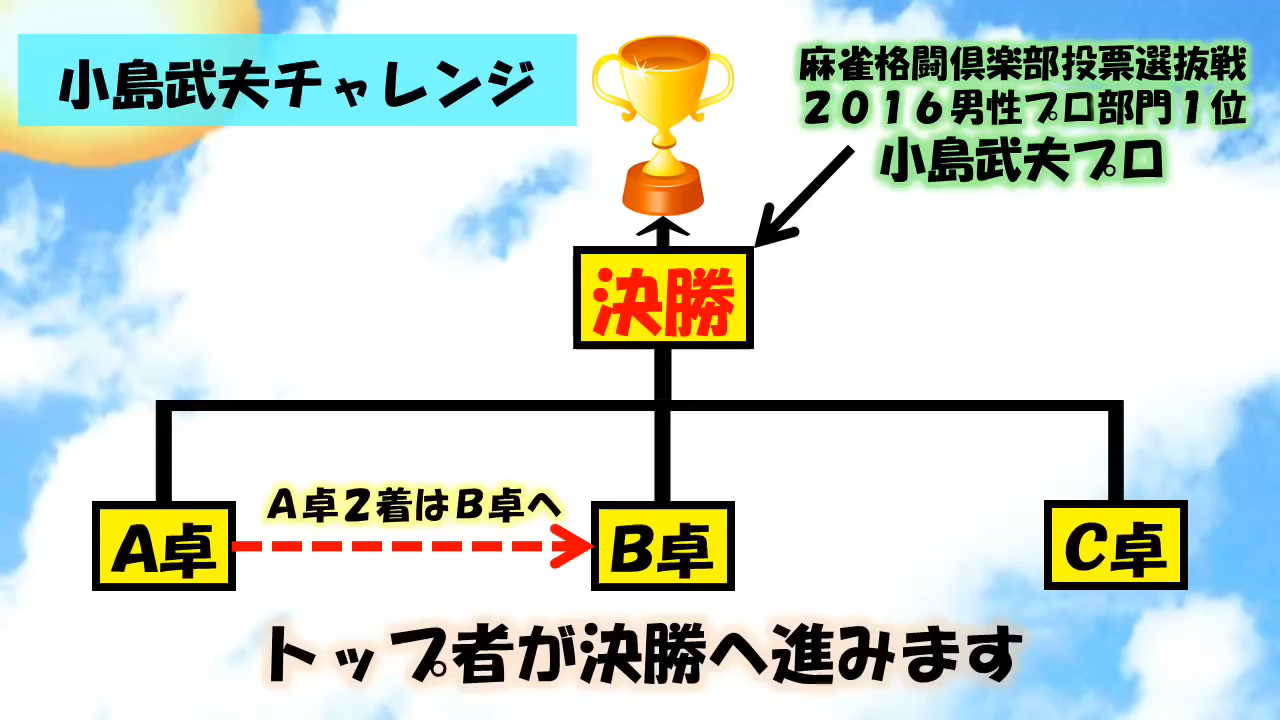 小島武夫チャレンジ
麻雀格闘倶楽部投票選抜戦
２０１６男性プロ部門１位
小島武夫プロ
決勝
Ａ卓２着はＢ卓へ
A卓
B卓
C卓
トップ者が決勝へ進みます